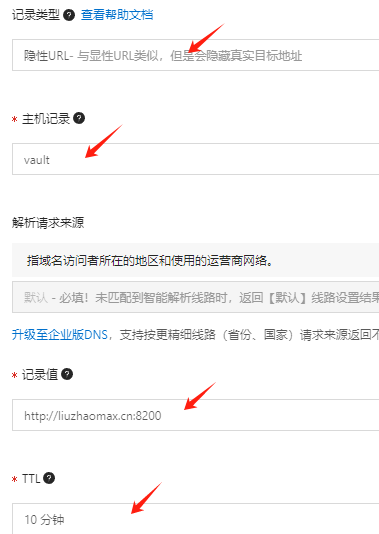 记录类型 ? 查看帮助文档
隐性URL- 与显性URL类似，但是会隐藏真实目标地址
* 主机记录 ?
vault
解析请求来源
指域名访问者所在的地区和使用的运营商网络。
默认 - 必填！未匹配到智能解析线路时，返回【默认】线路设置结果
升级至企业版DNS，支持按更精细线路（省份、国家）请求来源返回不
* 记录值 ?
http://liuzhaomax.cn:8200
* TTL ?
10 分钟